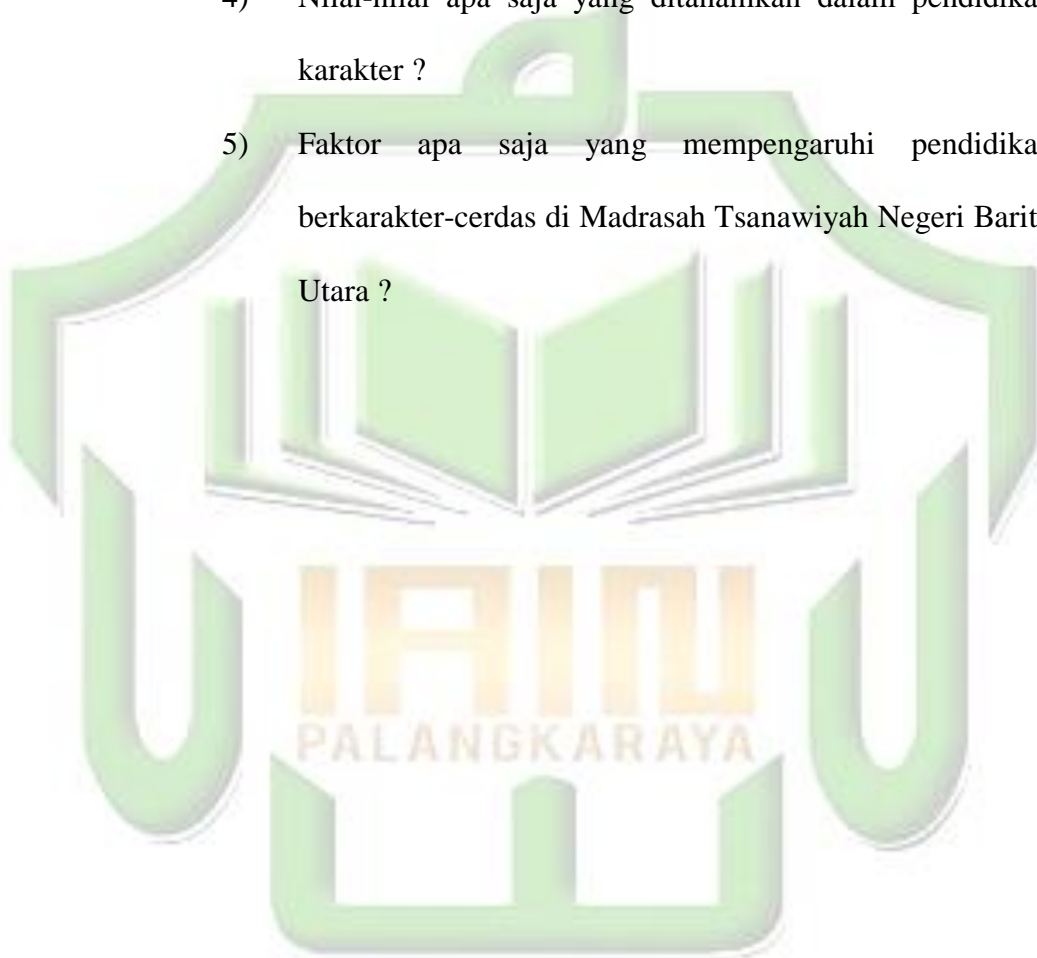 4) Nilai-nilai apa saja yang ditanamkan dalam pendidika
karakter ?
5) Faktor apa saja yang mempengaruhi pendidika
berkarakter-cerdas di Madrasah Tsanawiyah Negeri Barit
Utara ?
IAIN
PALANGKARAYA